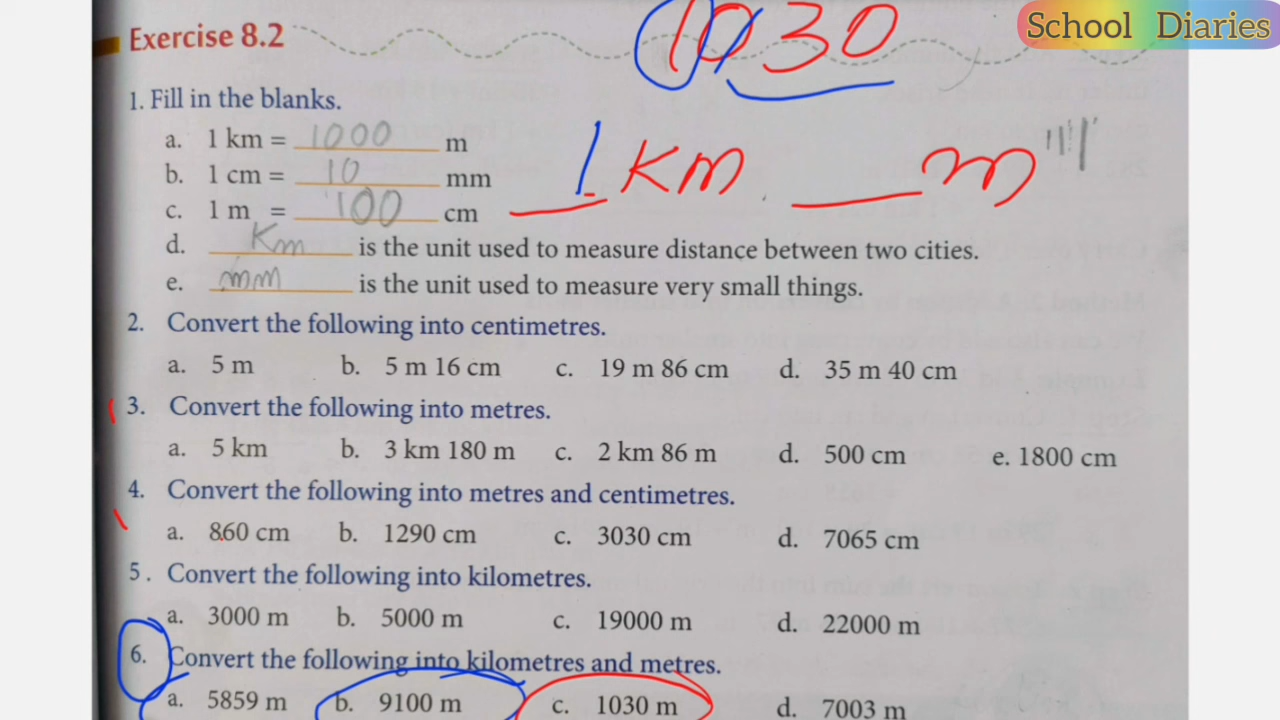 School Diaries
Exercise 8.2
1030
1. Fill in the blanks.
a. 1 km = 1000 m
b. 1 cm = 10 mm
c. 1 m = 100 cm
1 km ___ m
d. Km is the unit used to measure distance between two cities.
e. mm is the unit used to measure very small things.
2. Convert the following into centimetres.
a. 5 m b. 5 m 16 cm c. 19 m 86 cm d. 35 m 40 cm
3. Convert the following into metres.
a. 5 km b. 3 km 180 m c. 2 km 86 m d. 500 cm e. 1800 cm
4. Convert the following into metres and centimetres.
a. 860 cm b. 1290 cm c. 3030 cm d. 7065 cm
5. Convert the following into kilometres.
a. 3000 m b. 5000 m c. 19000 m d. 22000 m
6. Convert the following into kilometres and metres.
a. 5859 m b. 9100 m c. 1030 m d. 7003 m